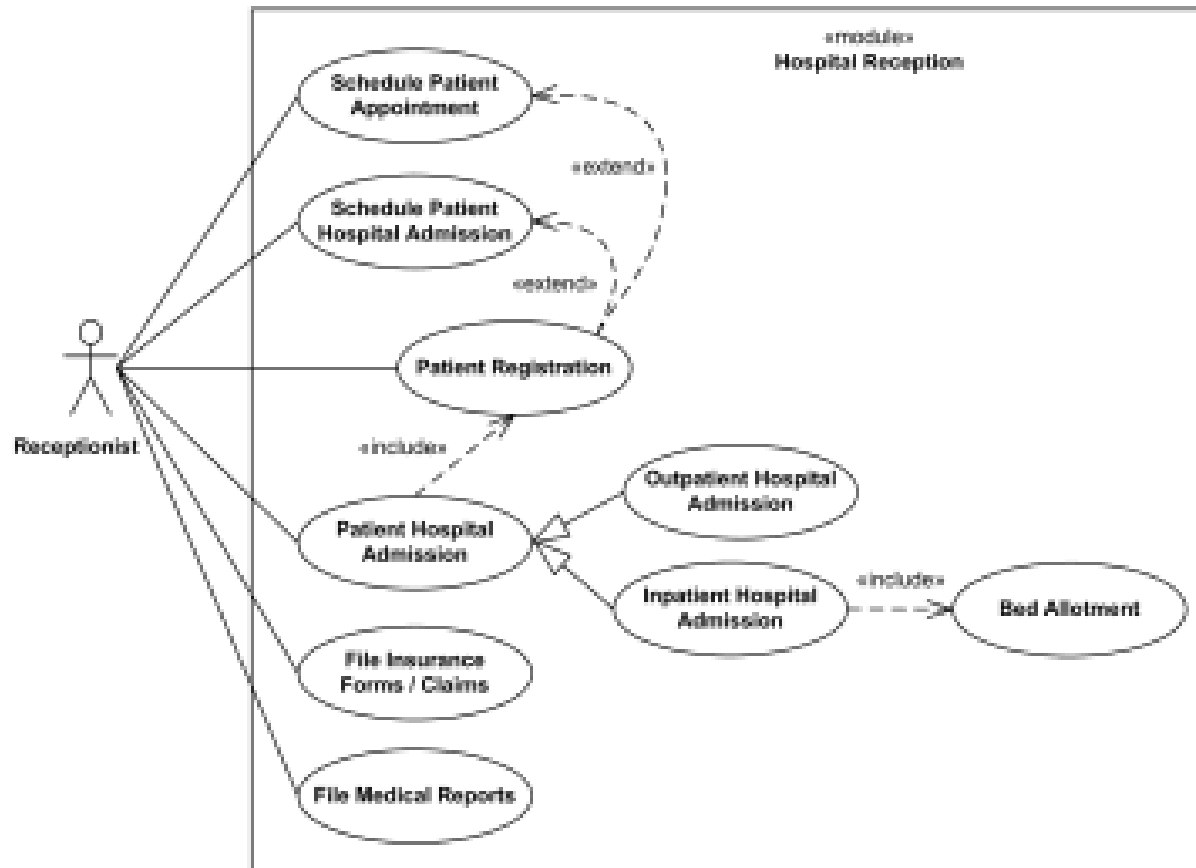 «module»
Hospital Reception
Schedule Patient
Appointment
«extend»
Schedule Patient
Hospital Admission
«extend»
Patient Registration
Receptionist
«include»
Outpatient Hospital
Admission
Patient Hospital
Admission
Inpatient Hospital
Admission
«include»
Bed Allotment
File Insurance
Forms / Claims
File Medical Reports